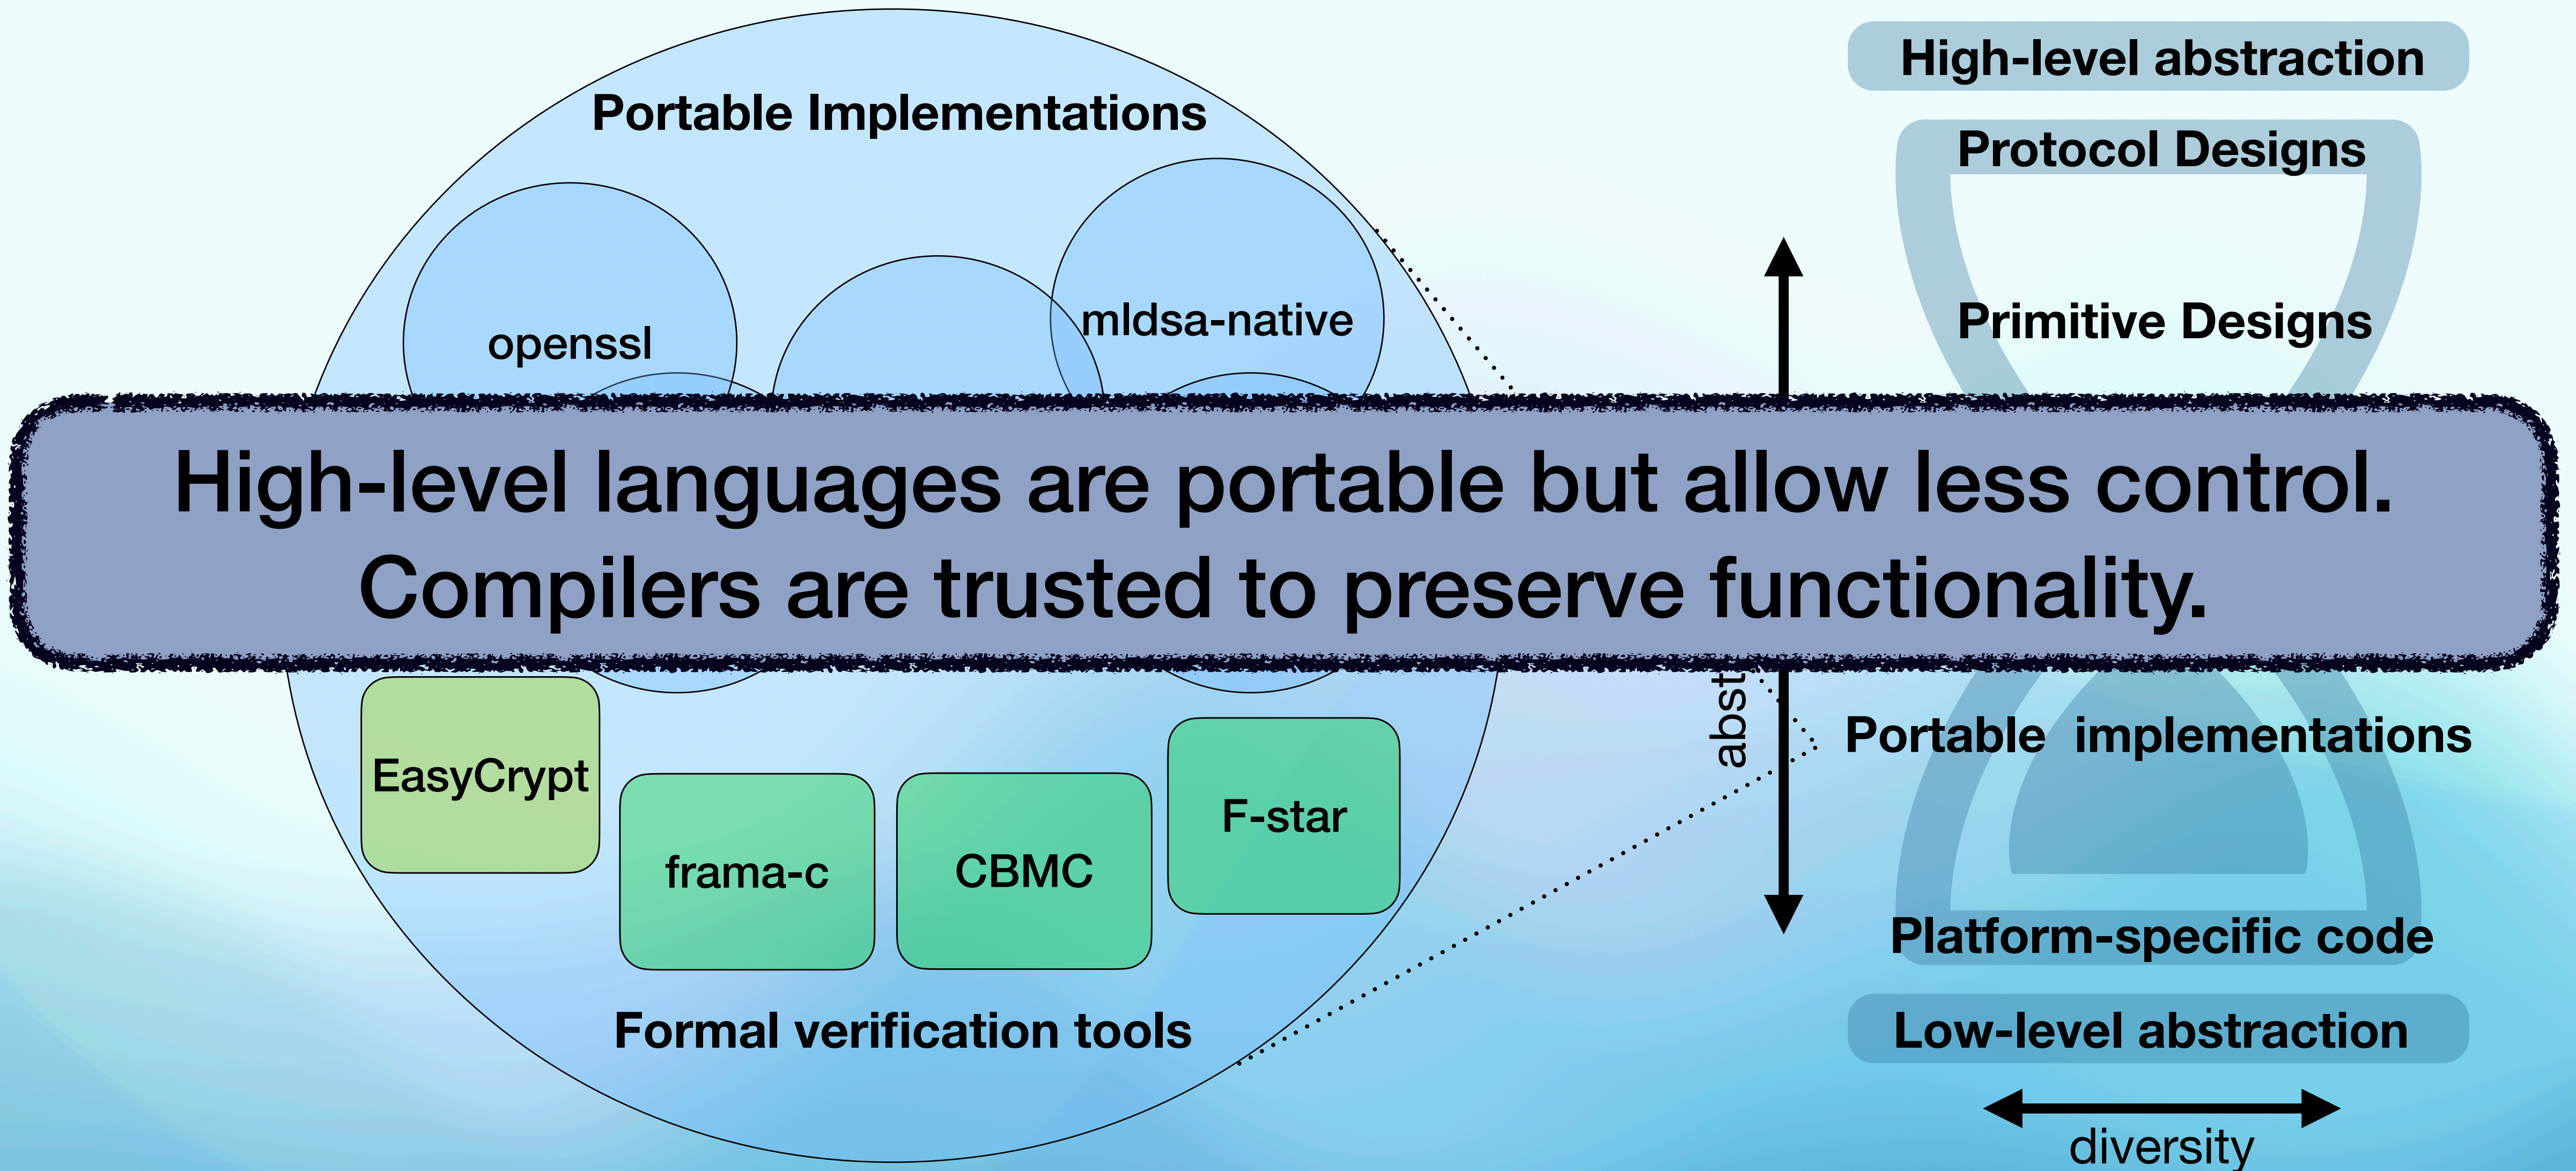 Portable Implementations
openssl
mldsa-native
High-level abstraction
Protocol Designs
Primitive Designs
High-level languages are portable but allow less control.
Compilers are trusted to preserve functionality.
EasyCrypt
frama-c
CBMC
F-star
Formal verification tools
abst
Portable implementations
Platform-specific code
Low-level abstraction
diversity